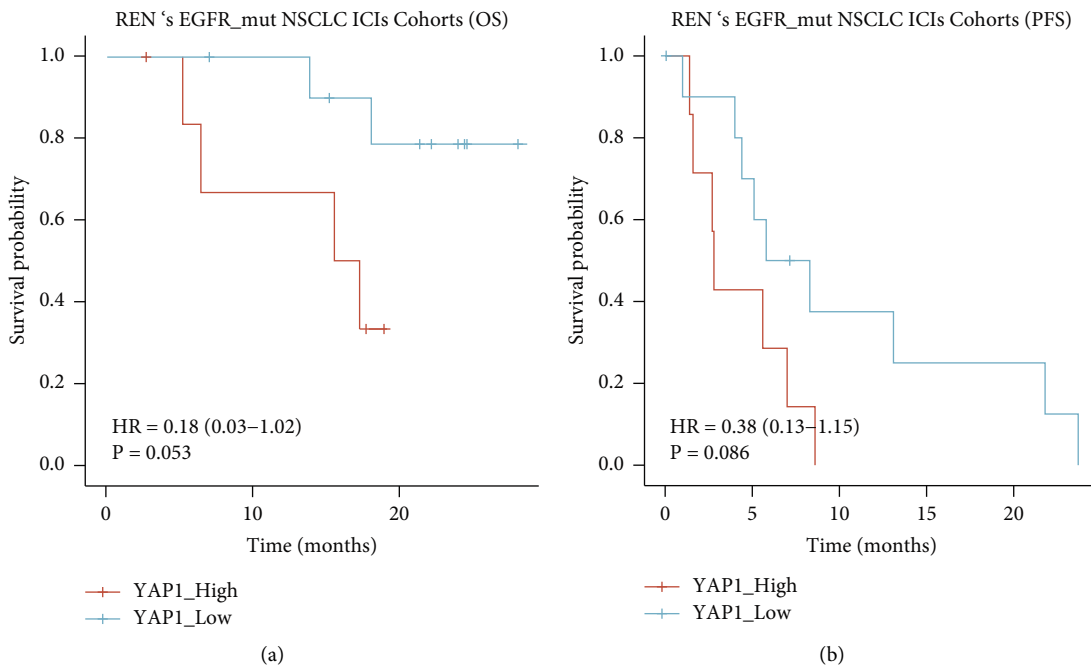 REN ‘s EGFR_mut NSCLC ICIs Cohorts (OS)
1.0
0.8
0.6
0.4
0.2
0.0
Survival probability
HR = 0.18 (0.03–1.02)
P = 0.053
0 10 20
Time (months)
YAP1_High
YAP1_Low
(a)
REN ‘s EGFR_mut NSCLC ICIs Cohorts (PFS)
1.0
0.8
0.6
0.4
0.2
0.0
Survival probability
HR = 0.38 (0.13–1.15)
P = 0.086
0 5 10 15 20
Time (months)
YAP1_High
YAP1_Low
(b)